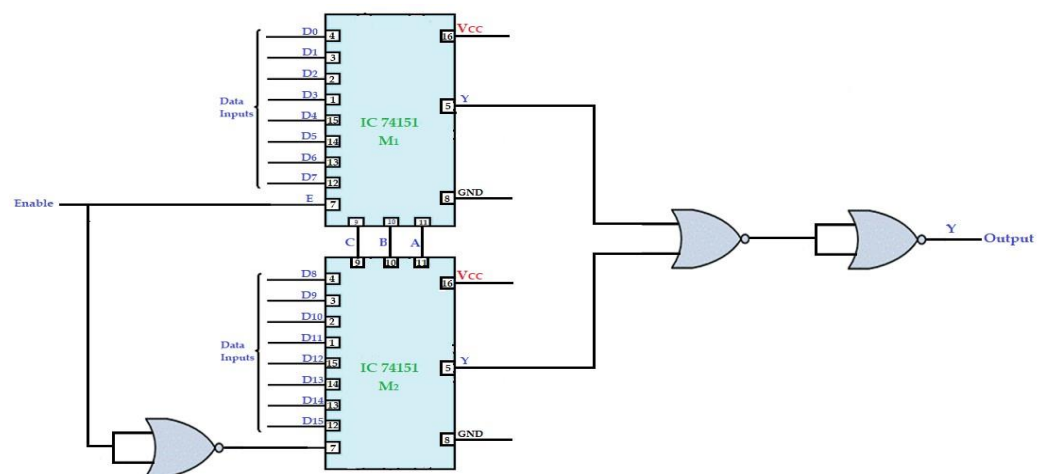 D0
4
16
Vcc
D1
3
D2
2
Data
Inputs
D3
1
5
Y
D4
15
IC 74151
M1
D5
14
D6
13
D7
12
Enable
E
7
8
GND
9
10
11
C
B
A
9
10
11
D8
4
16
Vcc
D9
3
D10
2
Data
Inputs
D11
1
D12
15
IC 74151
M2
5
Y
D13
14
D14
13
D15
12
7
8
GND
Y
Output